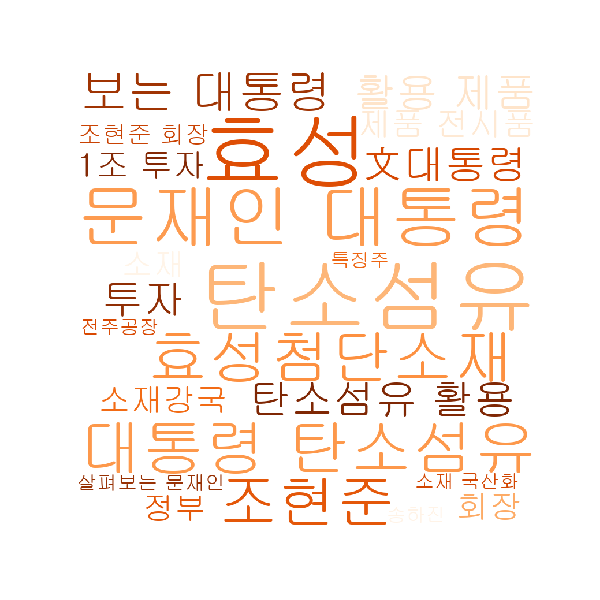 보는 대통령
활용 제품
조현준 회장
효성
제품 전시품
1조 투자
文대통령
문재인 대통령
소재
특징주
탄소섬유
투자
전주공장
효성첨단소재
소재강국
탄소섬유 활용
대통령 탄소섬유
살펴보는 문재인
소재 국산화
정부
조현준
송하진
회장